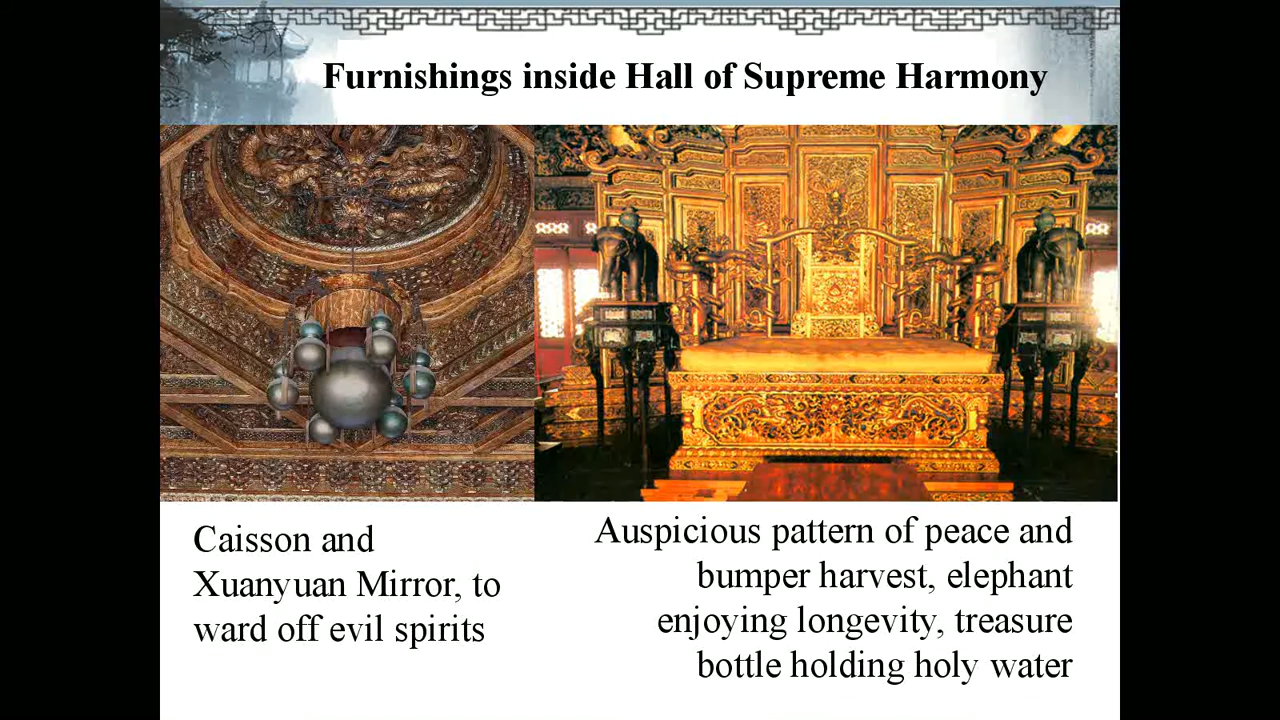 Furnishings inside Hall of Supreme Harmony
Caisson and
Xuanyuan Mirror, to
ward off evil spirits
Auspicious pattern of peace and
bumper harvest, elephant
enjoying longevity, treasure
bottle holding holy water